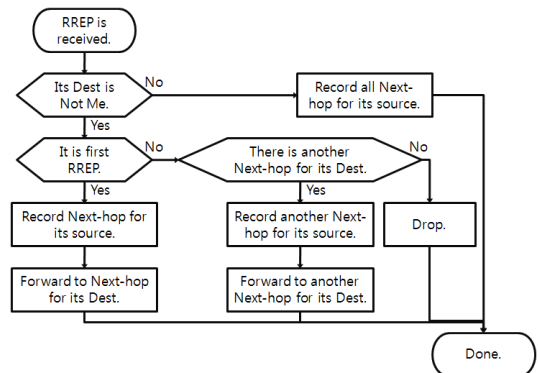 RREP is
received.
Its Dest is
Not Me.
No
Record all Next-
hop for its source.
Yes
It is first
RREP.
No
There is another
Next-hop for its Dest.
No
Yes
Yes
Record Next-hop for
its source.
Record another Next-
hop for its source.
Drop.
Forward to Next-hop
for its Dest.
Forward to another
Next-hop for its Dest.
Done.